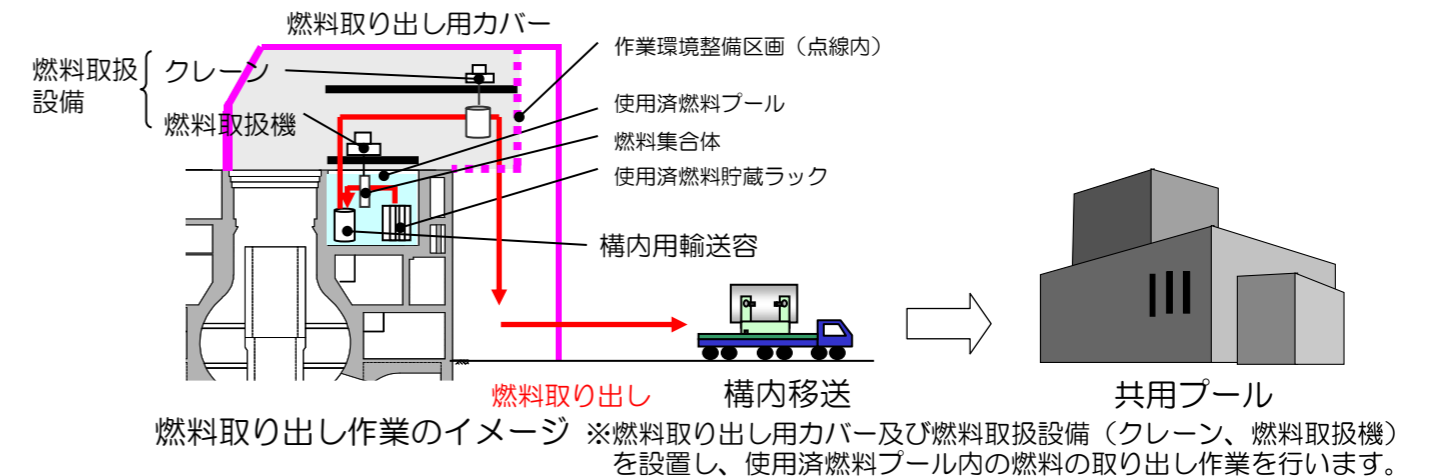 燃料取り出し用カバー
燃料取扱
設備
クレーン
燃料取扱機
作業環境整備区画（点線内）
使用済燃料プール
燃料集合体
使用済燃料貯蔵ラック
構内用輸送容
燃料取り出し
構内移送
共用プール
燃料取り出し作業のイメージ
※燃料取り出し用カバー及び燃料取扱設備（クレーン、燃料取扱機）
を設置し、使用済燃料プール内の燃料の取り出し作業を行います。